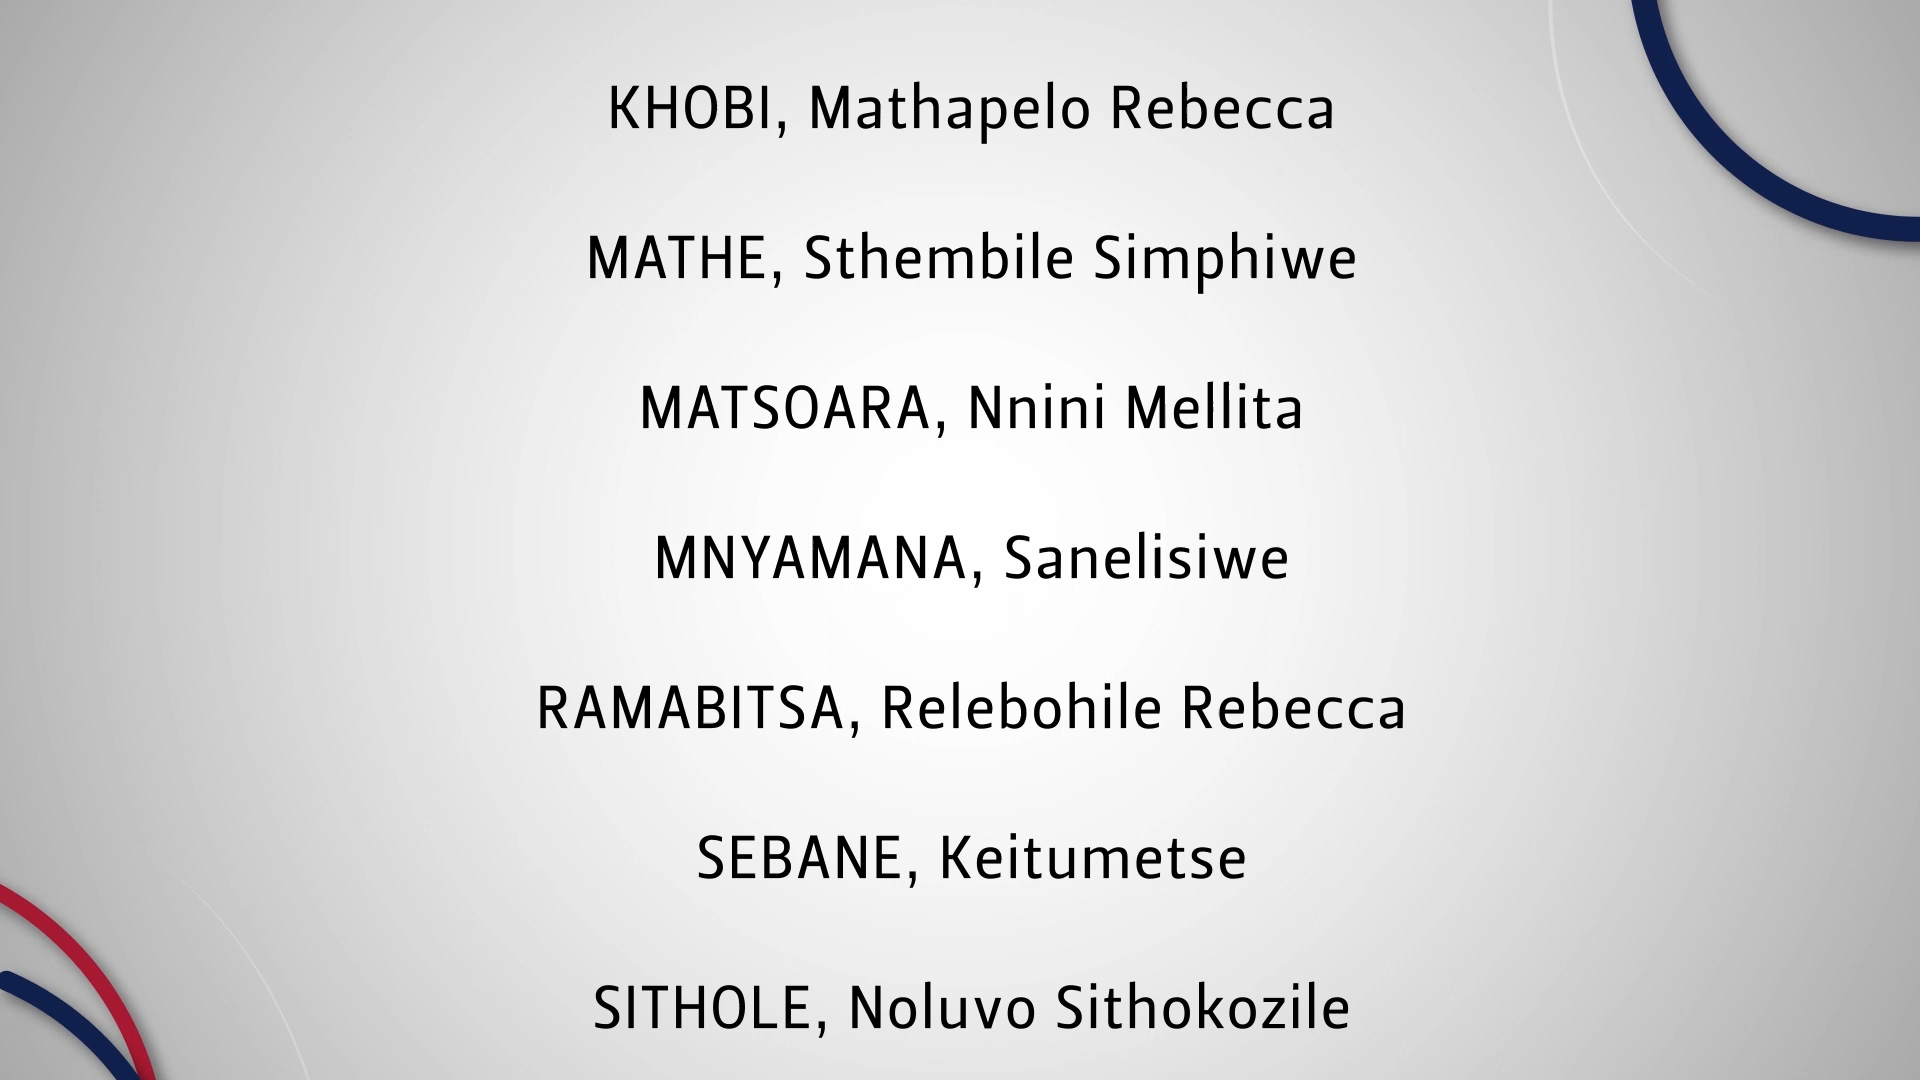 KHOBI, Mathapelo Rebecca
MATHE, Sthembile Simphiwe
MATSOARA, Nnini Mellita
MNYAMANA, Sanelisiwe
RAMABITSA, Relebohile Rebecca
SEBANE, Keitumetse
SITHOLE, Noluvo Sithokozile